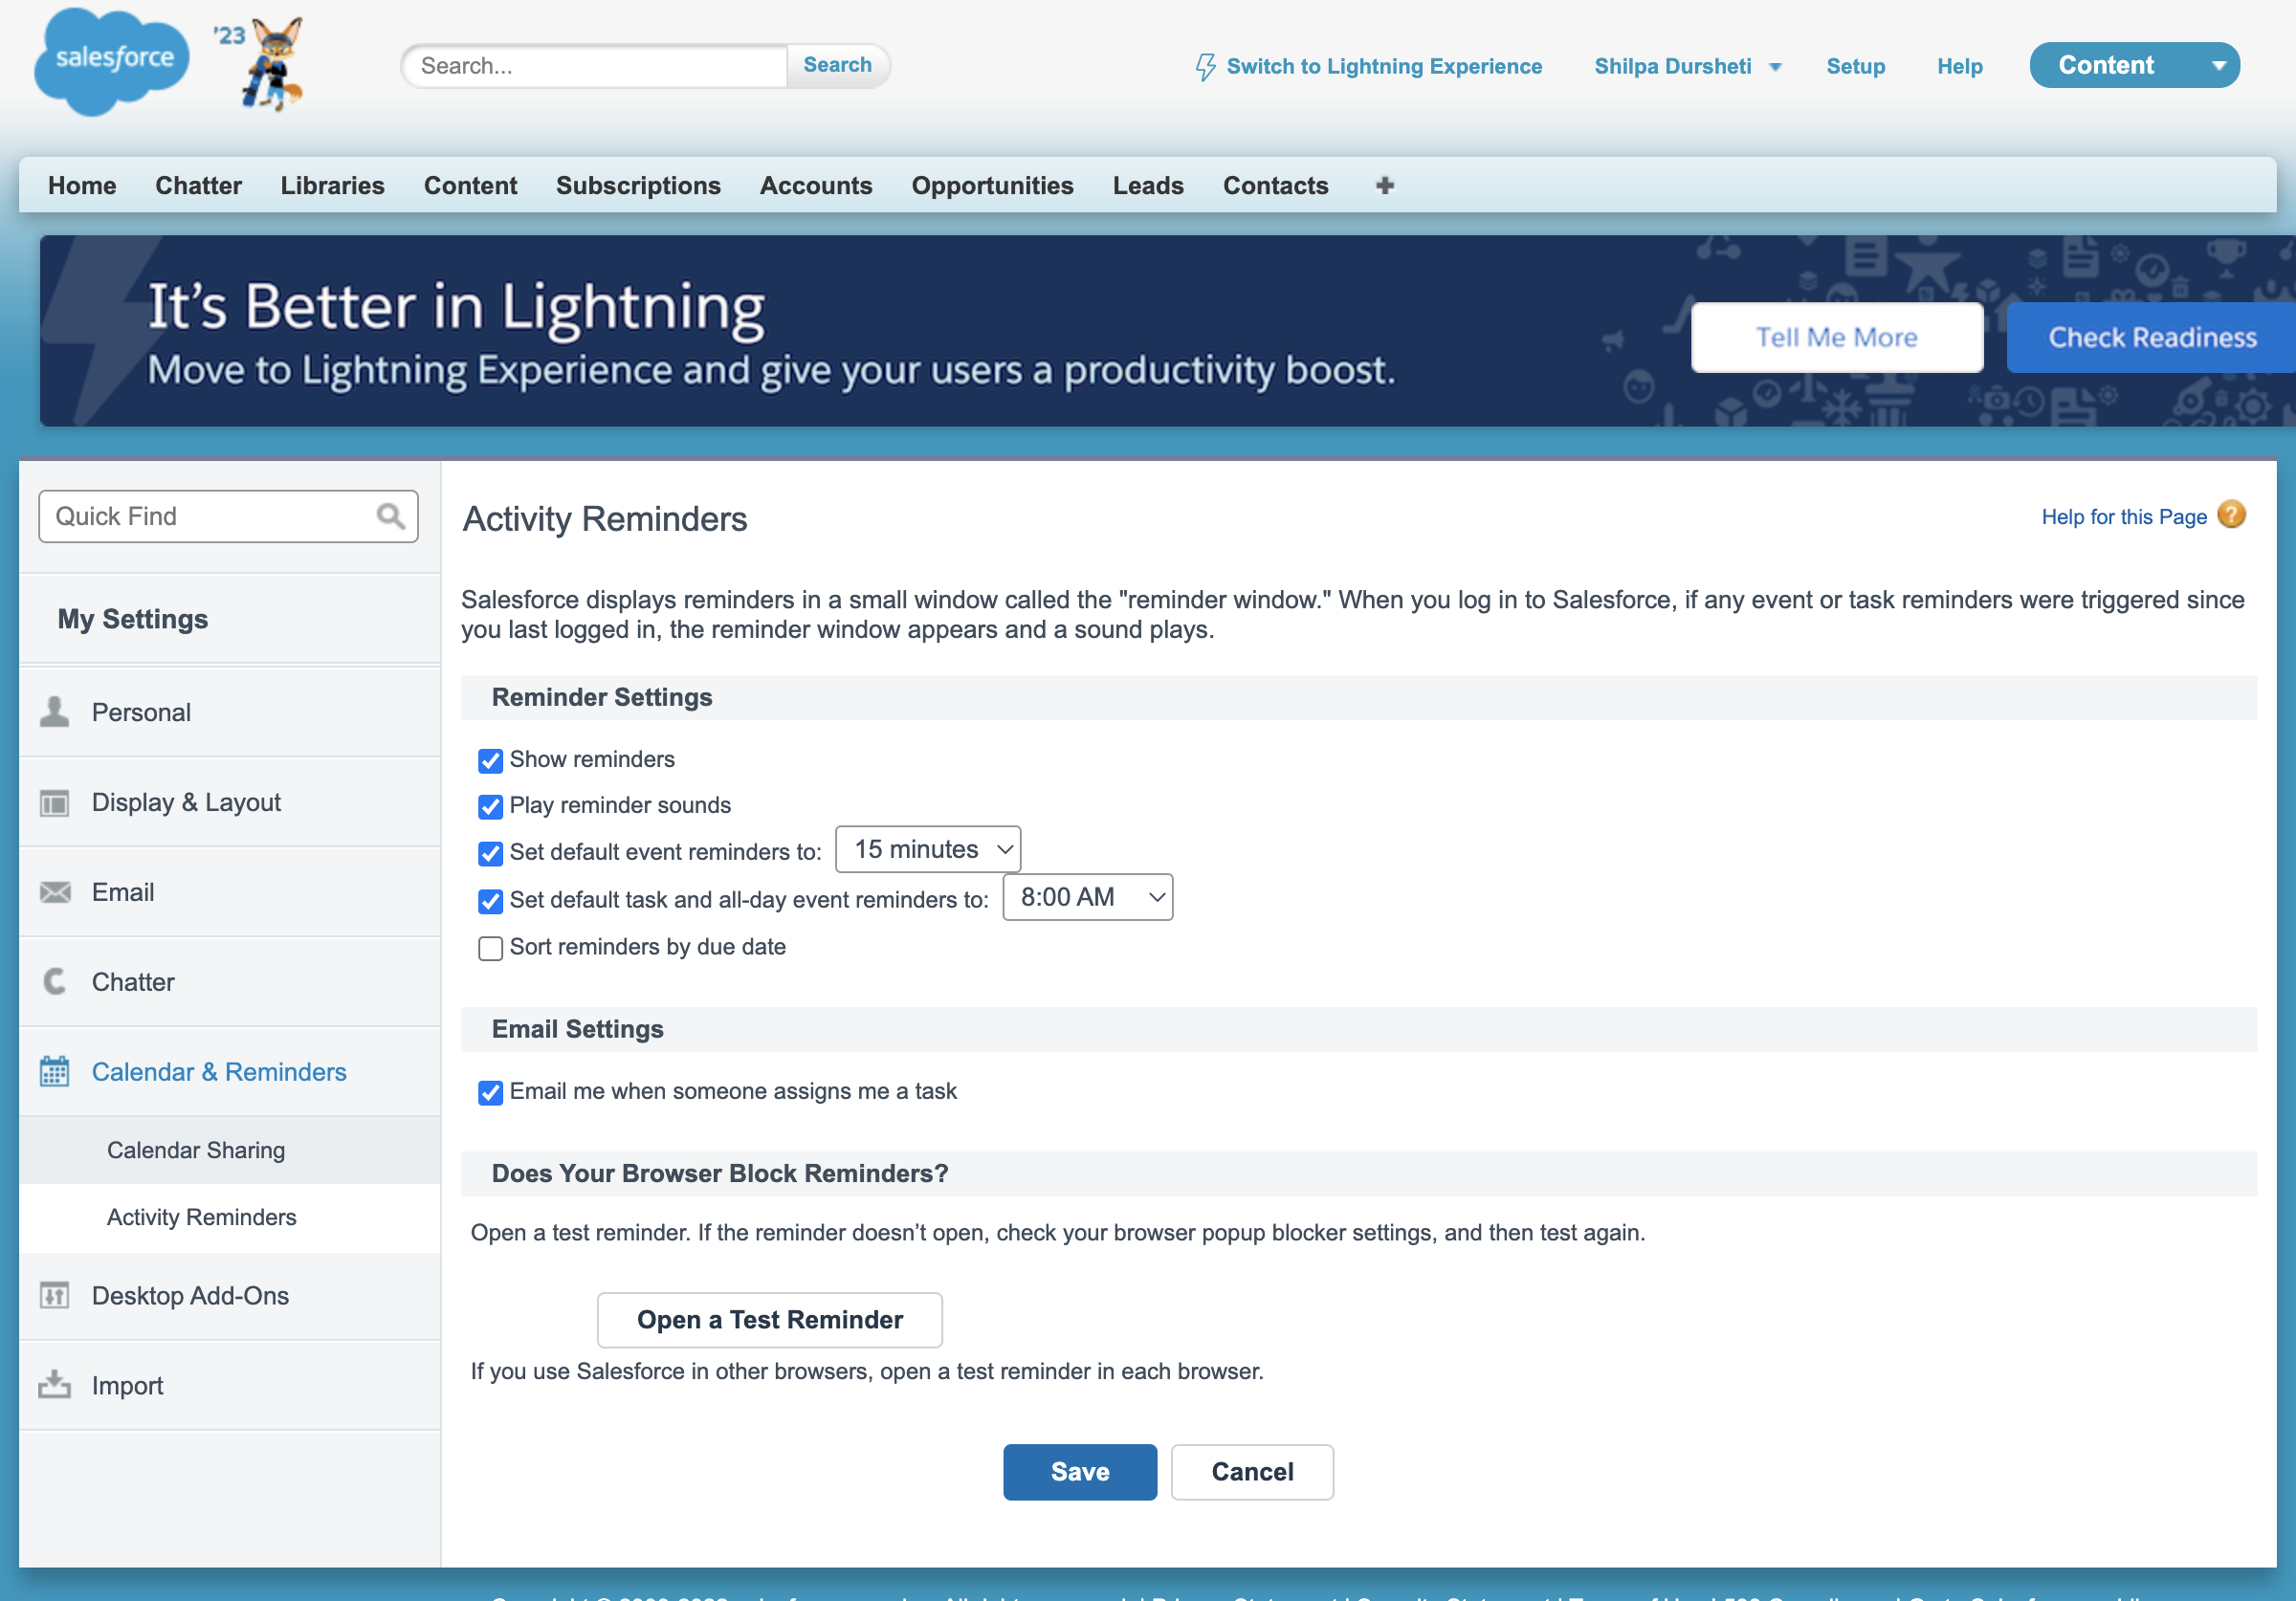 salesforce
'23
Search...
Search
Switch to Lightning Experience
Shilpa Dursheti
Setup
Help
Content
Home
Chatter
Libraries
Content
Subscriptions
Accounts
Opportunities
Leads
Contacts
It's Better in Lightning
Move to Lightning Experience and give your users a productivity boost.
Tell Me More
Check Readiness
Quick Find
My Settings
Personal
Display & Layout
Email
Chatter
Calendar & Reminders
Calendar Sharing
Activity Reminders
Desktop Add-Ons
Import
Activity Reminders
Help for this Page
Salesforce displays reminders in a small window called the "reminder window." When you log in to Salesforce, if any event or task reminders were triggered since
you last logged in, the reminder window appears and a sound plays.
Reminder Settings
Show reminders
Play reminder sounds
Set default event reminders to: 15 minutes
Set default task and all-day event reminders to: 8:00 AM
Sort reminders by due date
Email Settings
Email me when someone assigns me a task
Does Your Browser Block Reminders?
Open a test reminder. If the reminder doesn’t open, check your browser popup blocker settings, and then test again.
Open a Test Reminder
If you use Salesforce in other browsers, open a test reminder in each browser.
Save
Cancel